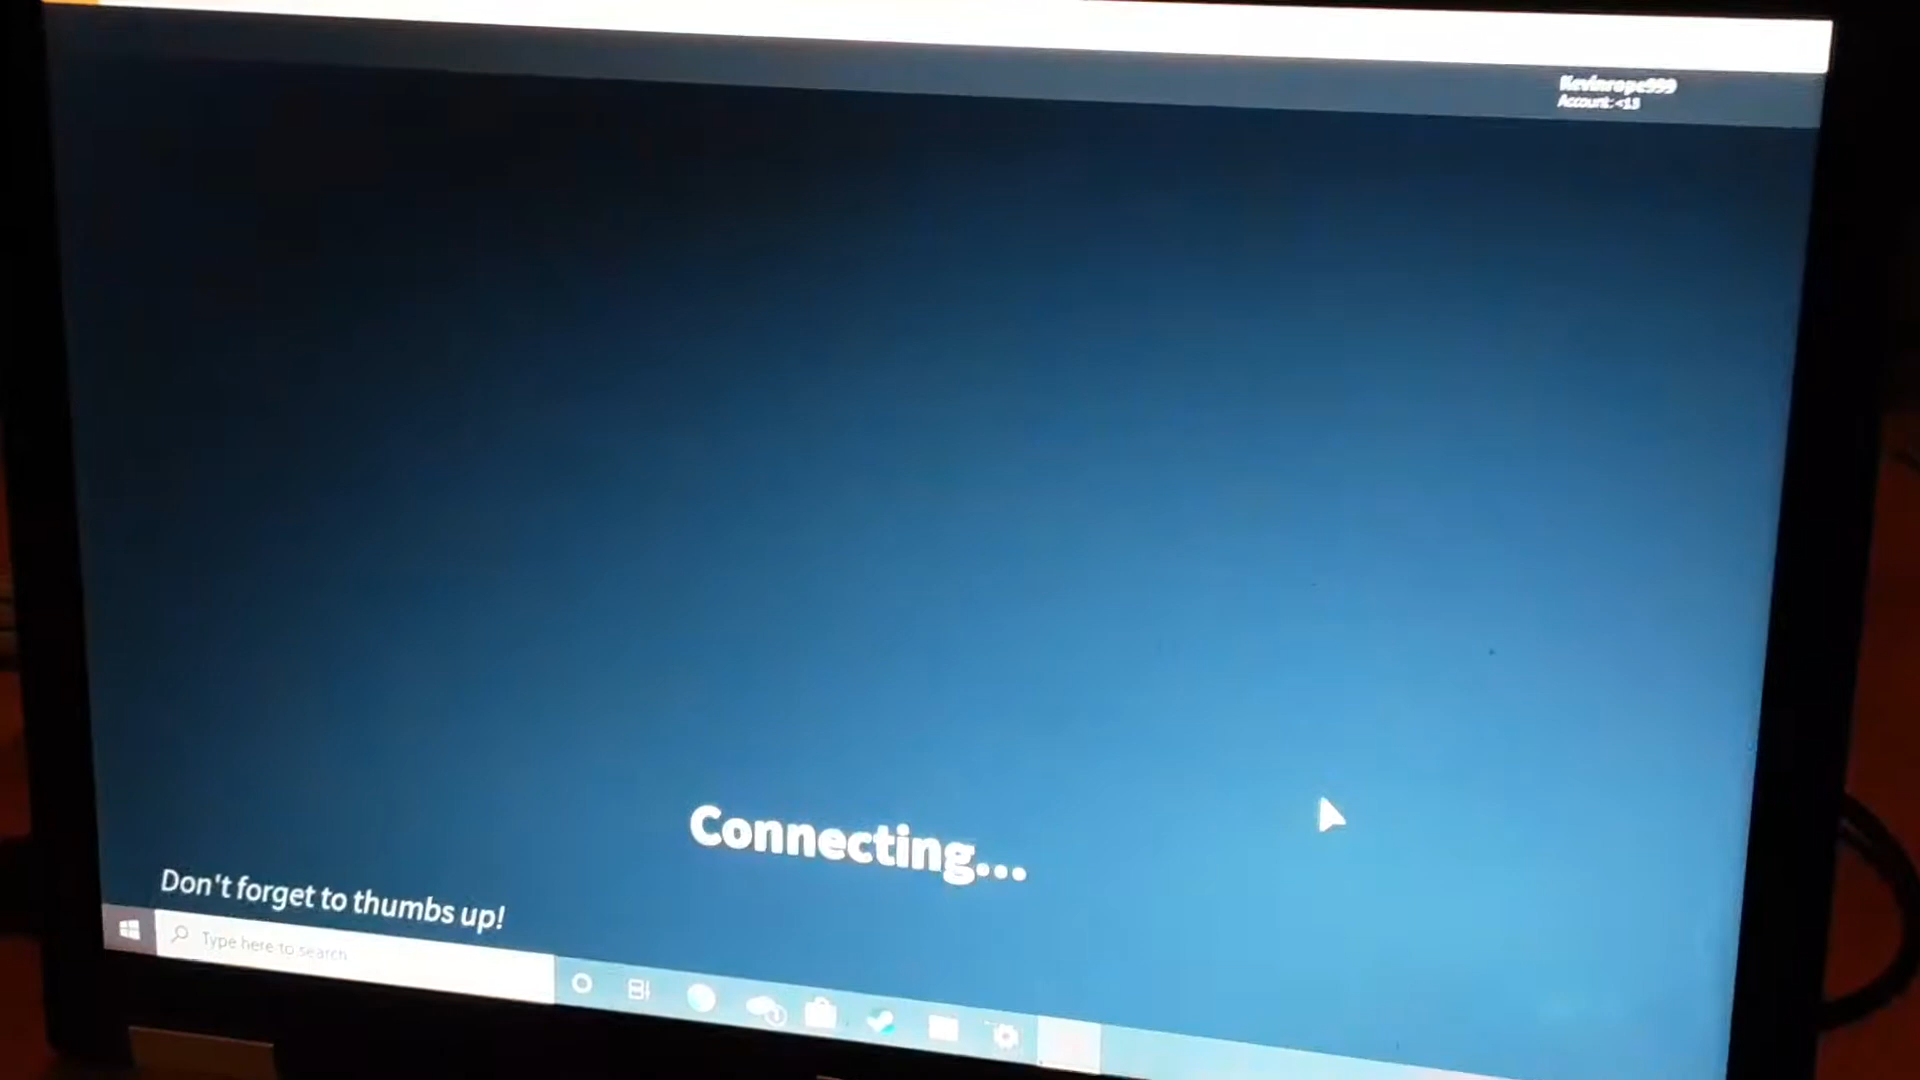 Kevinrope999
Account: <13
Connecting...
Don't forget to thumbs up!
Type here to search